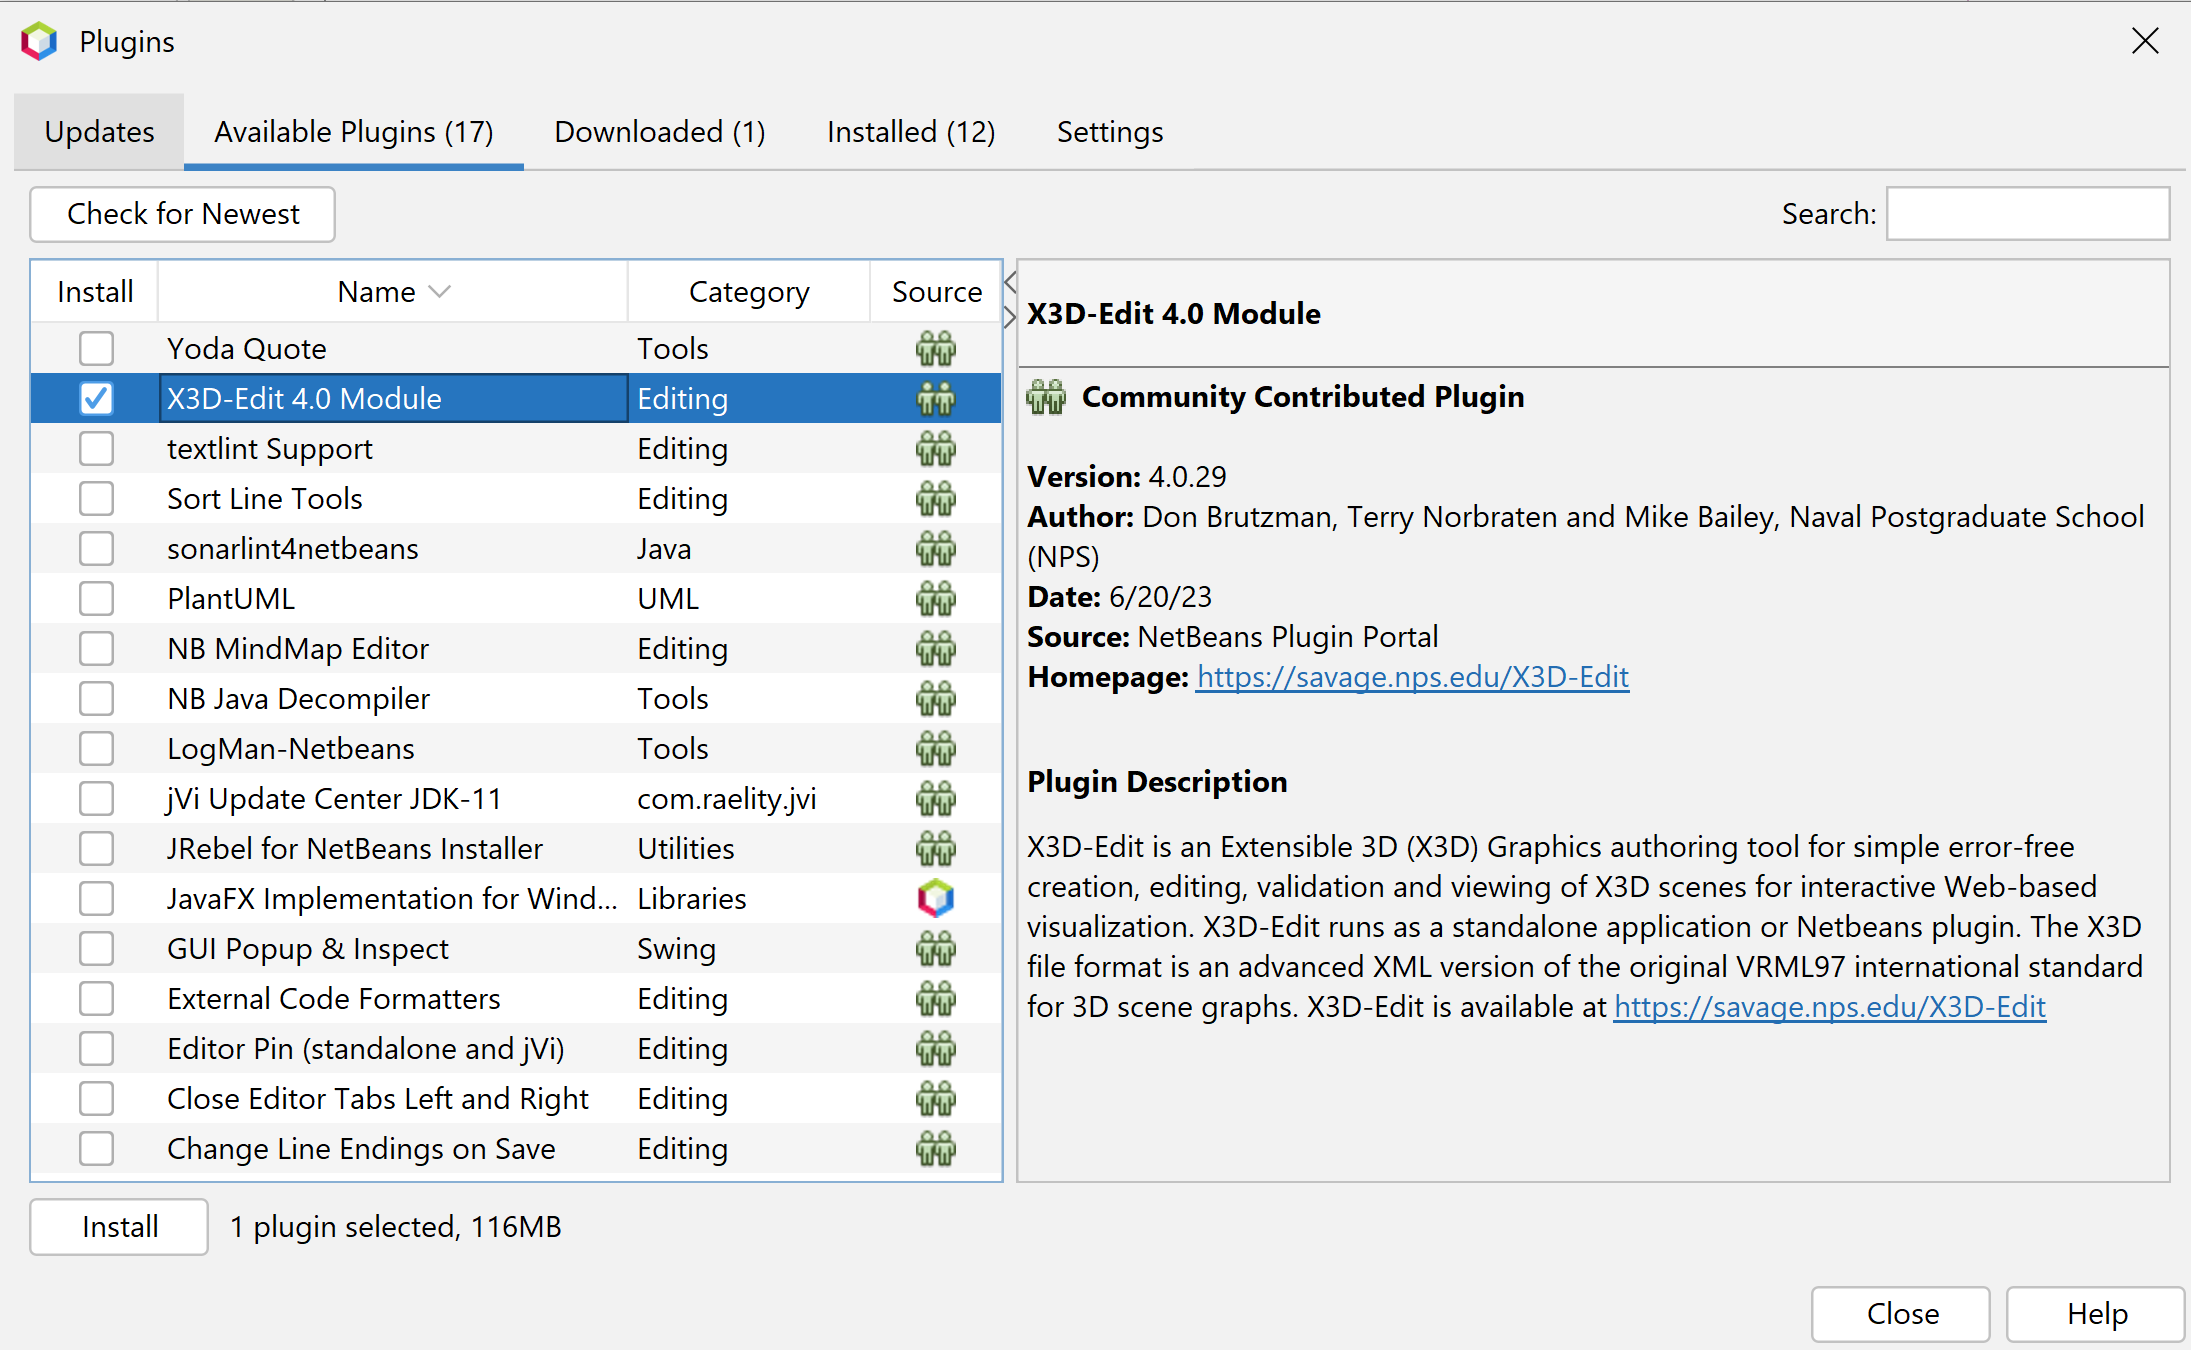 Plugins
Updates
Available Plugins (17)
Downloaded (1)
Installed (12)
Settings
Check for Newest
Search:
Install Name Category Source
Yoda Quote Tools
X3D-Edit 4.0 Module Editing
textlint Support Editing
Sort Line Tools Editing
sonarlint4netbeans Java
PlantUML UML
NB MindMap Editor Editing
NB Java Decompiler Tools
LogMan-Netbeans Tools
jVi Update Center JDK-11 com.raelity.jvi
JRebel for NetBeans Installer Utilities
JavaFX Implementation for Wind... Libraries
GUI Popup & Inspect Swing
External Code Formatters Editing
Editor Pin (standalone and jVi) Editing
Close Editor Tabs Left and Right Editing
Change Line Endings on Save Editing
X3D-Edit 4.0 Module
Community Contributed Plugin
Version: 4.0.29
Author: Don Brutzman, Terry Norbraten and Mike Bailey, Naval Postgraduate School
(NPS)
Date: 6/20/23
Source: NetBeans Plugin Portal
Homepage: https://savage.nps.edu/X3D-Edit
Plugin Description
X3D-Edit is an Extensible 3D (X3D) Graphics authoring tool for simple error-free
creation, editing, validation and viewing of X3D scenes for interactive Web-based
visualization. X3D-Edit runs as a standalone application or Netbeans plugin. The X3D
file format is an advanced XML version of the original VRML97 international standard
for 3D scene graphs. X3D-Edit is available at https://savage.nps.edu/X3D-Edit
Install
1 plugin selected, 116MB
Close
Help